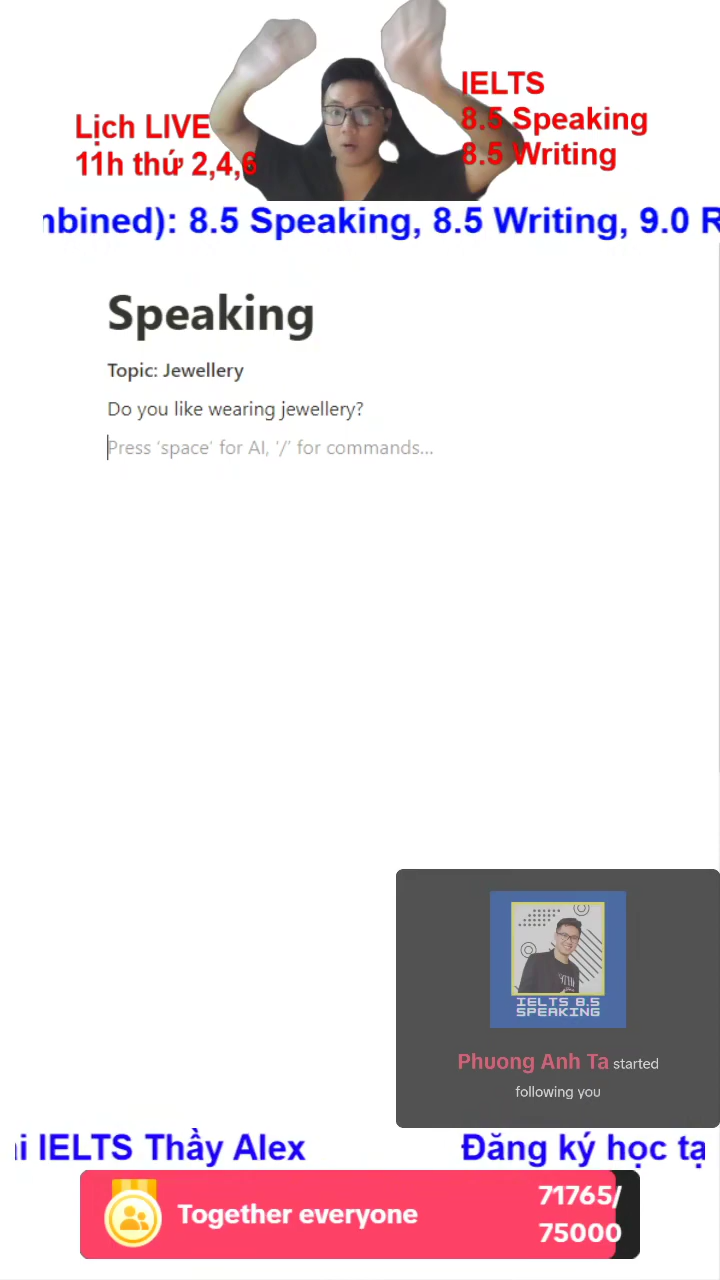 Lịch LIVE
11h thứ 2,4,6
IELTS
8.5 Speaking
8.5 Writing
nbined): 8.5 Speaking, 8.5 Writing, 9.0 R
Speaking
Topic: Jewellery
Do you like wearing jewellery?
Press 'space' for AI, '/' for commands...
IELTS 8.5
SPEAKING
Phuong Anh Ta started
following you
ại IELTS Thầy Alex
Đăng ký học tạ
Together everyone
71765/
75000